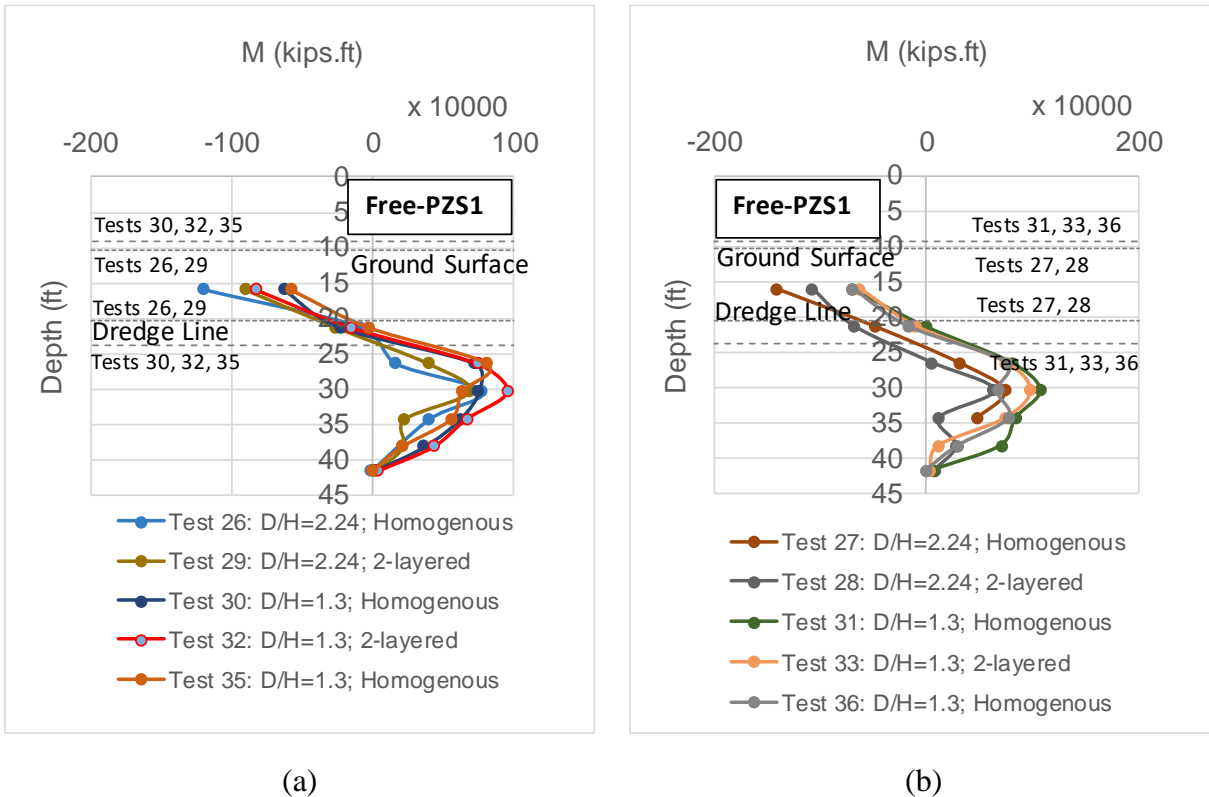 M (kips.ft)
x 10000
-200 -100 0 100
0
5
10
15
20
25
30
35
40
45
Depth (ft)
Free-PZS1
Tests 30, 32, 35
Ground Surface
Tests 26, 29
Tests 26, 29
Dredge Line
Tests 30, 32, 35
Test 26: D/H=2.24; Homogenous
Test 29: D/H=2.24; 2-layered
Test 30: D/H=1.3; Homogenous
Test 32: D/H=1.3; 2-layered
Test 35: D/H=1.3; Homogenous
(a)
M (kips.ft)
x 10000
-200 0 200
0
5
10
15
20
25
30
35
40
45
Depth (ft)
Free-PZS1
Tests 31, 33, 36
Ground Surface
Tests 27, 28
Dredge Line
Tests 27, 28
Tests 31, 33, 36
Test 27: D/H=2.24; Homogenous
Test 28: D/H=2.24; 2-layered
Test 31: D/H=1.3; Homogenous
Test 33: D/H=1.3; 2-layered
Test 36: D/H=1.3; Homogenous
(b)